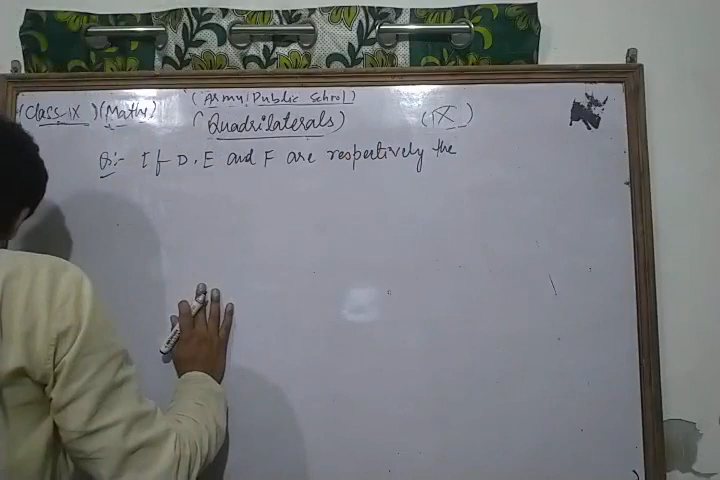 (Army Public School)
(Class IX) (Maths)
(Quadrilaterals)
(IX)
Q:- If D, E and F are respectively the